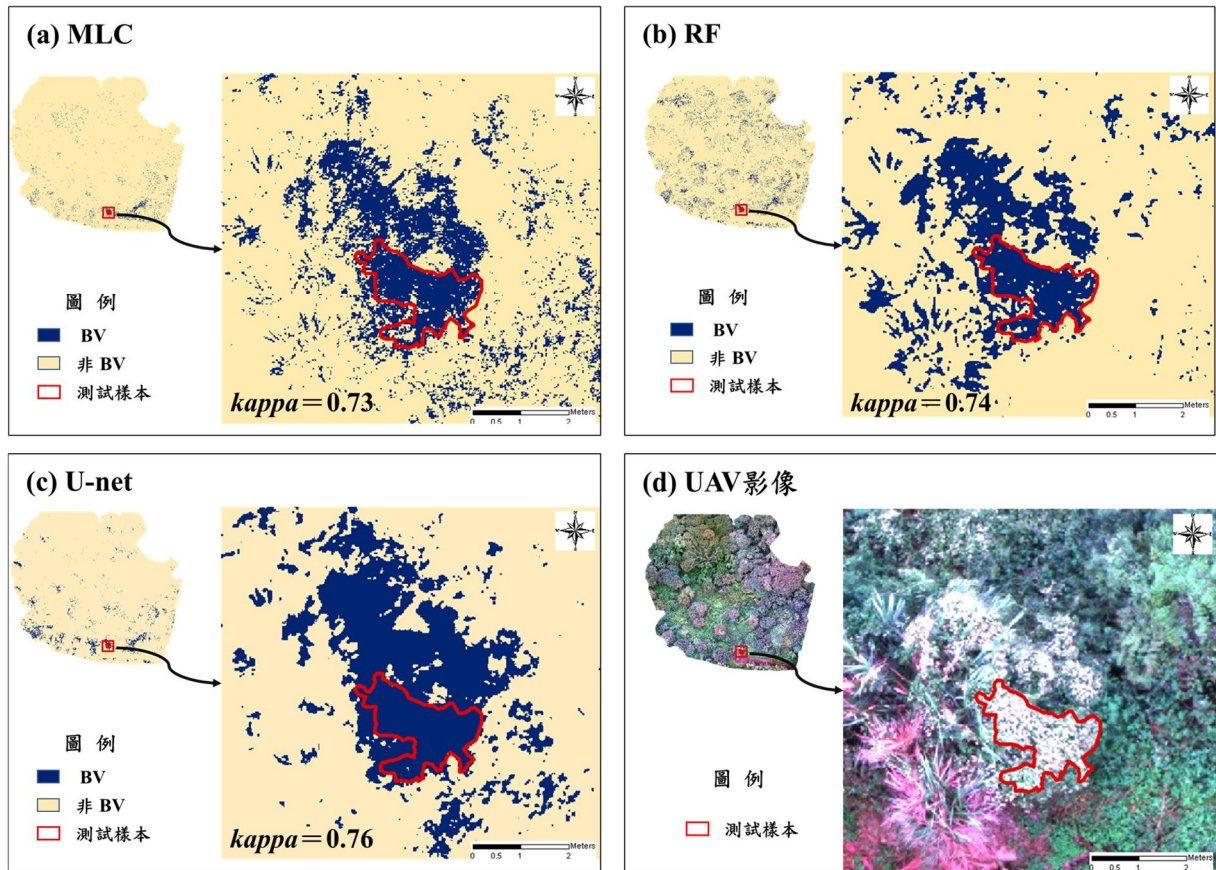 (a) MLC
圖 例
BV
非 BV
測試樣本
kappa＝0.73
Meters
0 0.5 1 2
(b) RF
圖 例
BV
非 BV
測試樣本
kappa＝0.74
Meters
0 0.5 1 2
(c) U-net
圖 例
BV
非 BV
測試樣本
kappa＝0.76
Meters
0 0.5 1 2
(d) UAV影像
圖 例
測試樣本
Meters
0 0.5 1 2